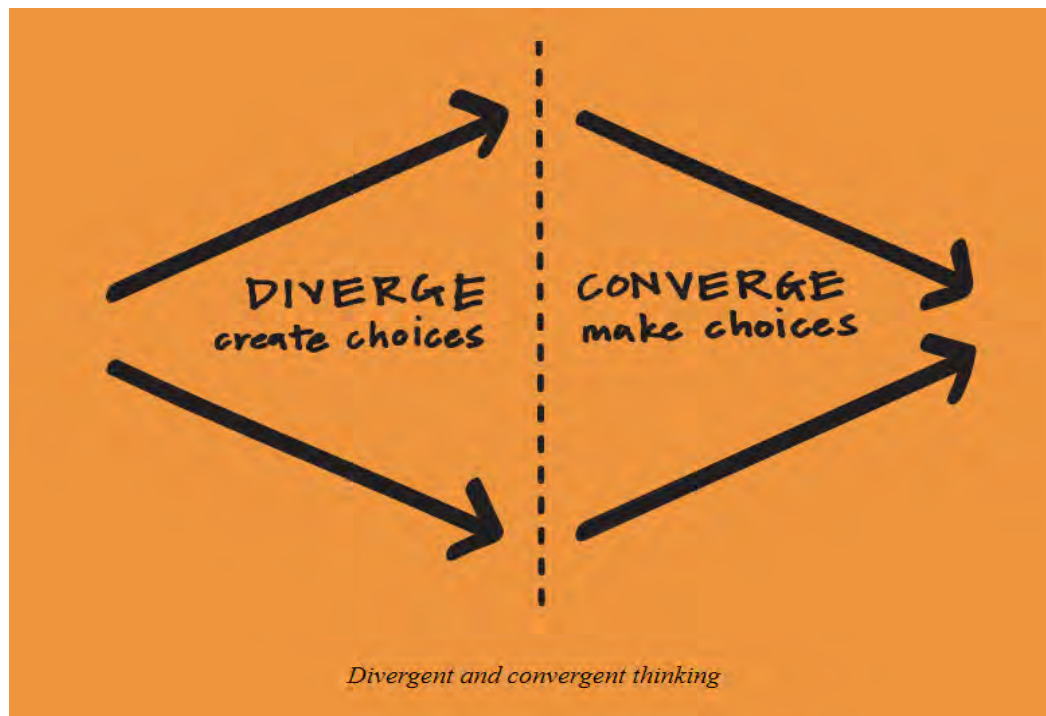 DIVERGE
create choices
CONVERGE
make choices
Divergent and convergent thinking